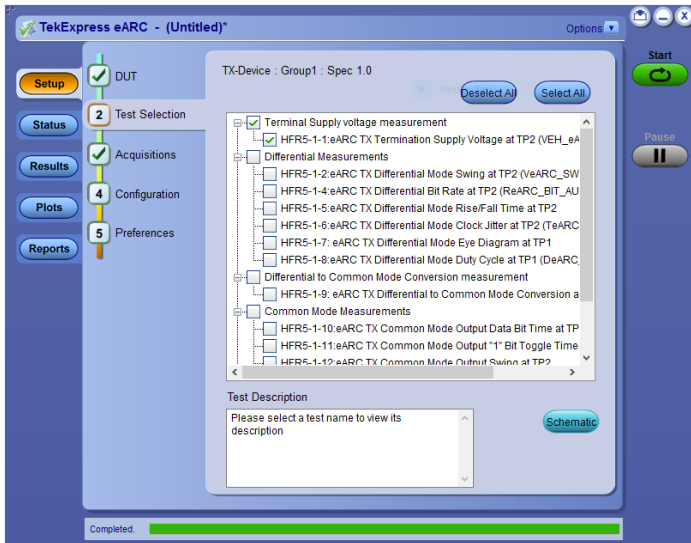 TekExpress eARC - (Untitled)*
Options
Start
Pause
Setup
Status
Results
Plots
Reports
DUT
2 Test Selection
Acquisitions
4 Configuration
5 Preferences
TX-Device : Group1 : Spec 1.0
Deselect All
Select All
Terminal Supply voltage measurement
HFR5-1-1:eARC TX Termination Supply Voltage at TP2 (VEH_eA
Differential Measurements
HFR5-1-2:eARC TX Differential Mode Swing at TP2 (VeARC_SW
HFR5-1-4:eARC TX Differential Bit Rate at TP2 (ReARC_BIT_AU
HFR5-1-5:eARC TX Differential Mode Rise/Fall Time at TP2
HFR5-1-6:eARC TX Differential Mode Clock Jitter at TP2 (TeARC
HFR5-1-7: eARC TX Differential Mode Eye Diagram at TP1
HFR5-1-8:eARC TX Differential Mode Duty Cycle at TP1 (DeARC_
Differential to Common Mode Conversion measurement
HFR5-1-9: eARC TX Differential to Common Mode Conversion a
Common Mode Measurements
HFR5-1-10:eARC TX Common Mode Output Data Bit Time at TP
HFR5-1-11:eARC TX Common Mode Output "1" Bit Toggle Time
HFR5-1-12:eARC TX Common Mode Output Swing at TP2
Test Description
Please select a test name to view its
description
Schematic
Completed.